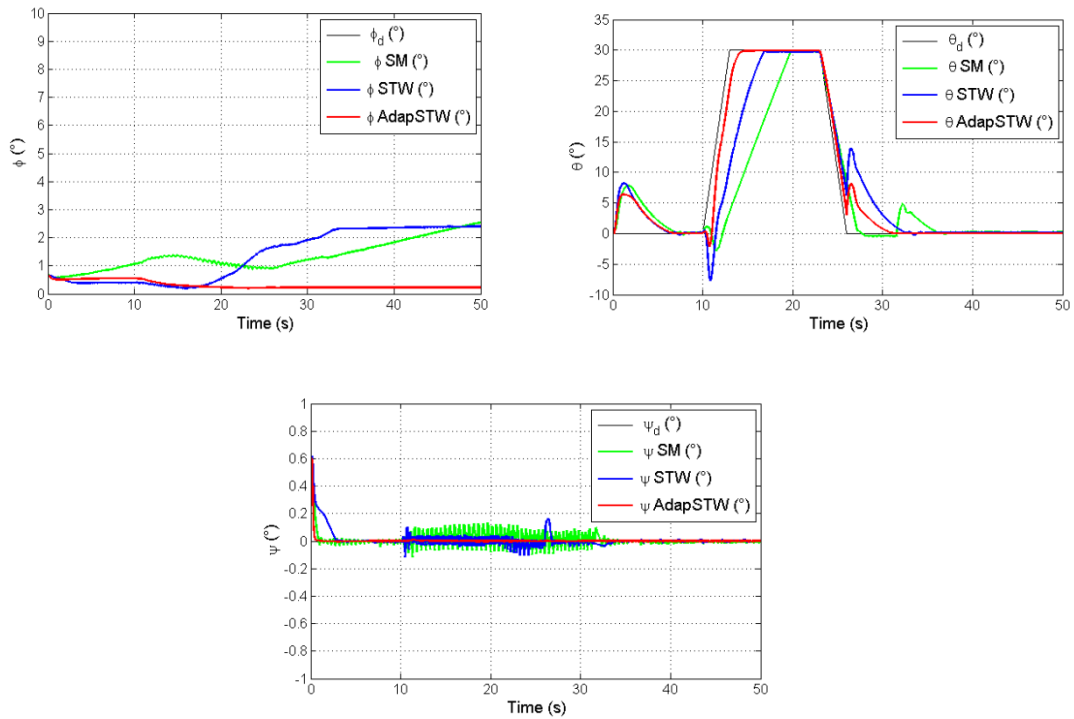 10
9
8
7
6
5
4
3
2
1
0
ϕ (°)
ϕd (°)
ϕ SM (°)
ϕ STW (°)
ϕ AdapSTW (°)
0 10 20 30 40 50
Time (s)
35
30
25
20
15
10
5
0
-5
-10
θ (°)
θd (°)
θ SM (°)
θ STW (°)
θ AdapSTW (°)
0 10 20 30 40 50
Time (s)
1
0.8
0.6
0.4
0.2
0
-0.2
-0.4
-0.6
-0.8
-1
ψ (°)
ψd (°)
ψ SM (°)
ψ STW (°)
ψ AdapSTW (°)
0 10 20 30 40 50
Time (s)